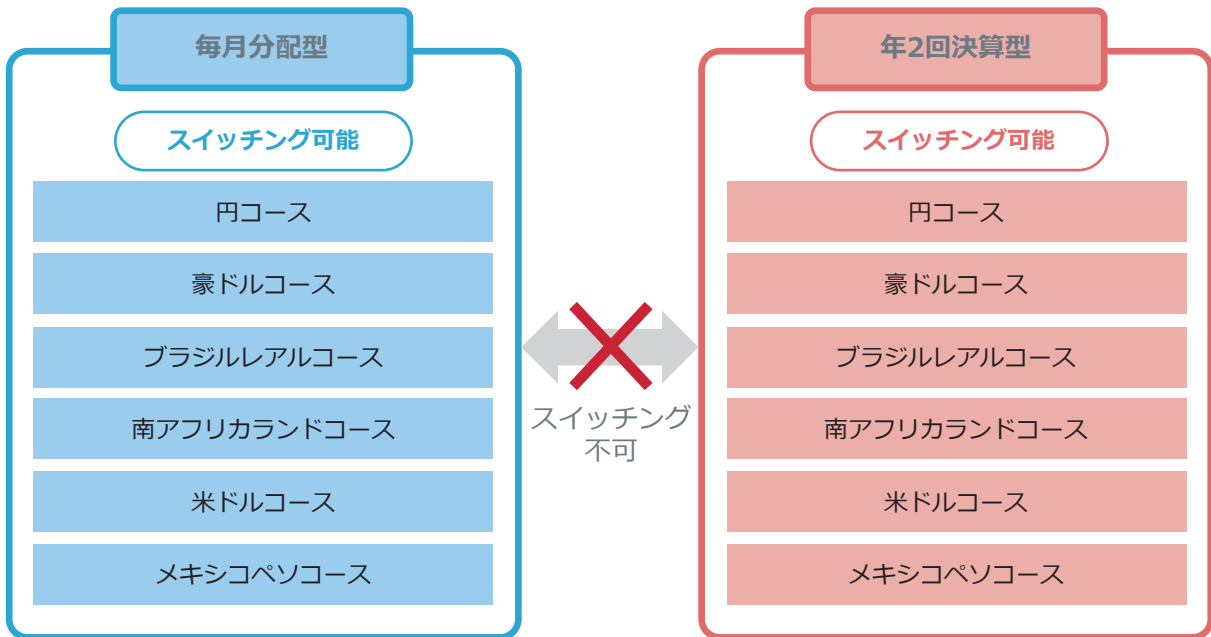 毎月分配型
スイッチング可能
円コース
豪ドルコース
ブラジルレアルコース
南アフリカランドコース
米ドルコース
メキシコペソコース
スイッチング
不可
年2回決算型
スイッチング可能
円コース
豪ドルコース
ブラジルレアルコース
南アフリカランドコース
米ドルコース
メキシコペソコース